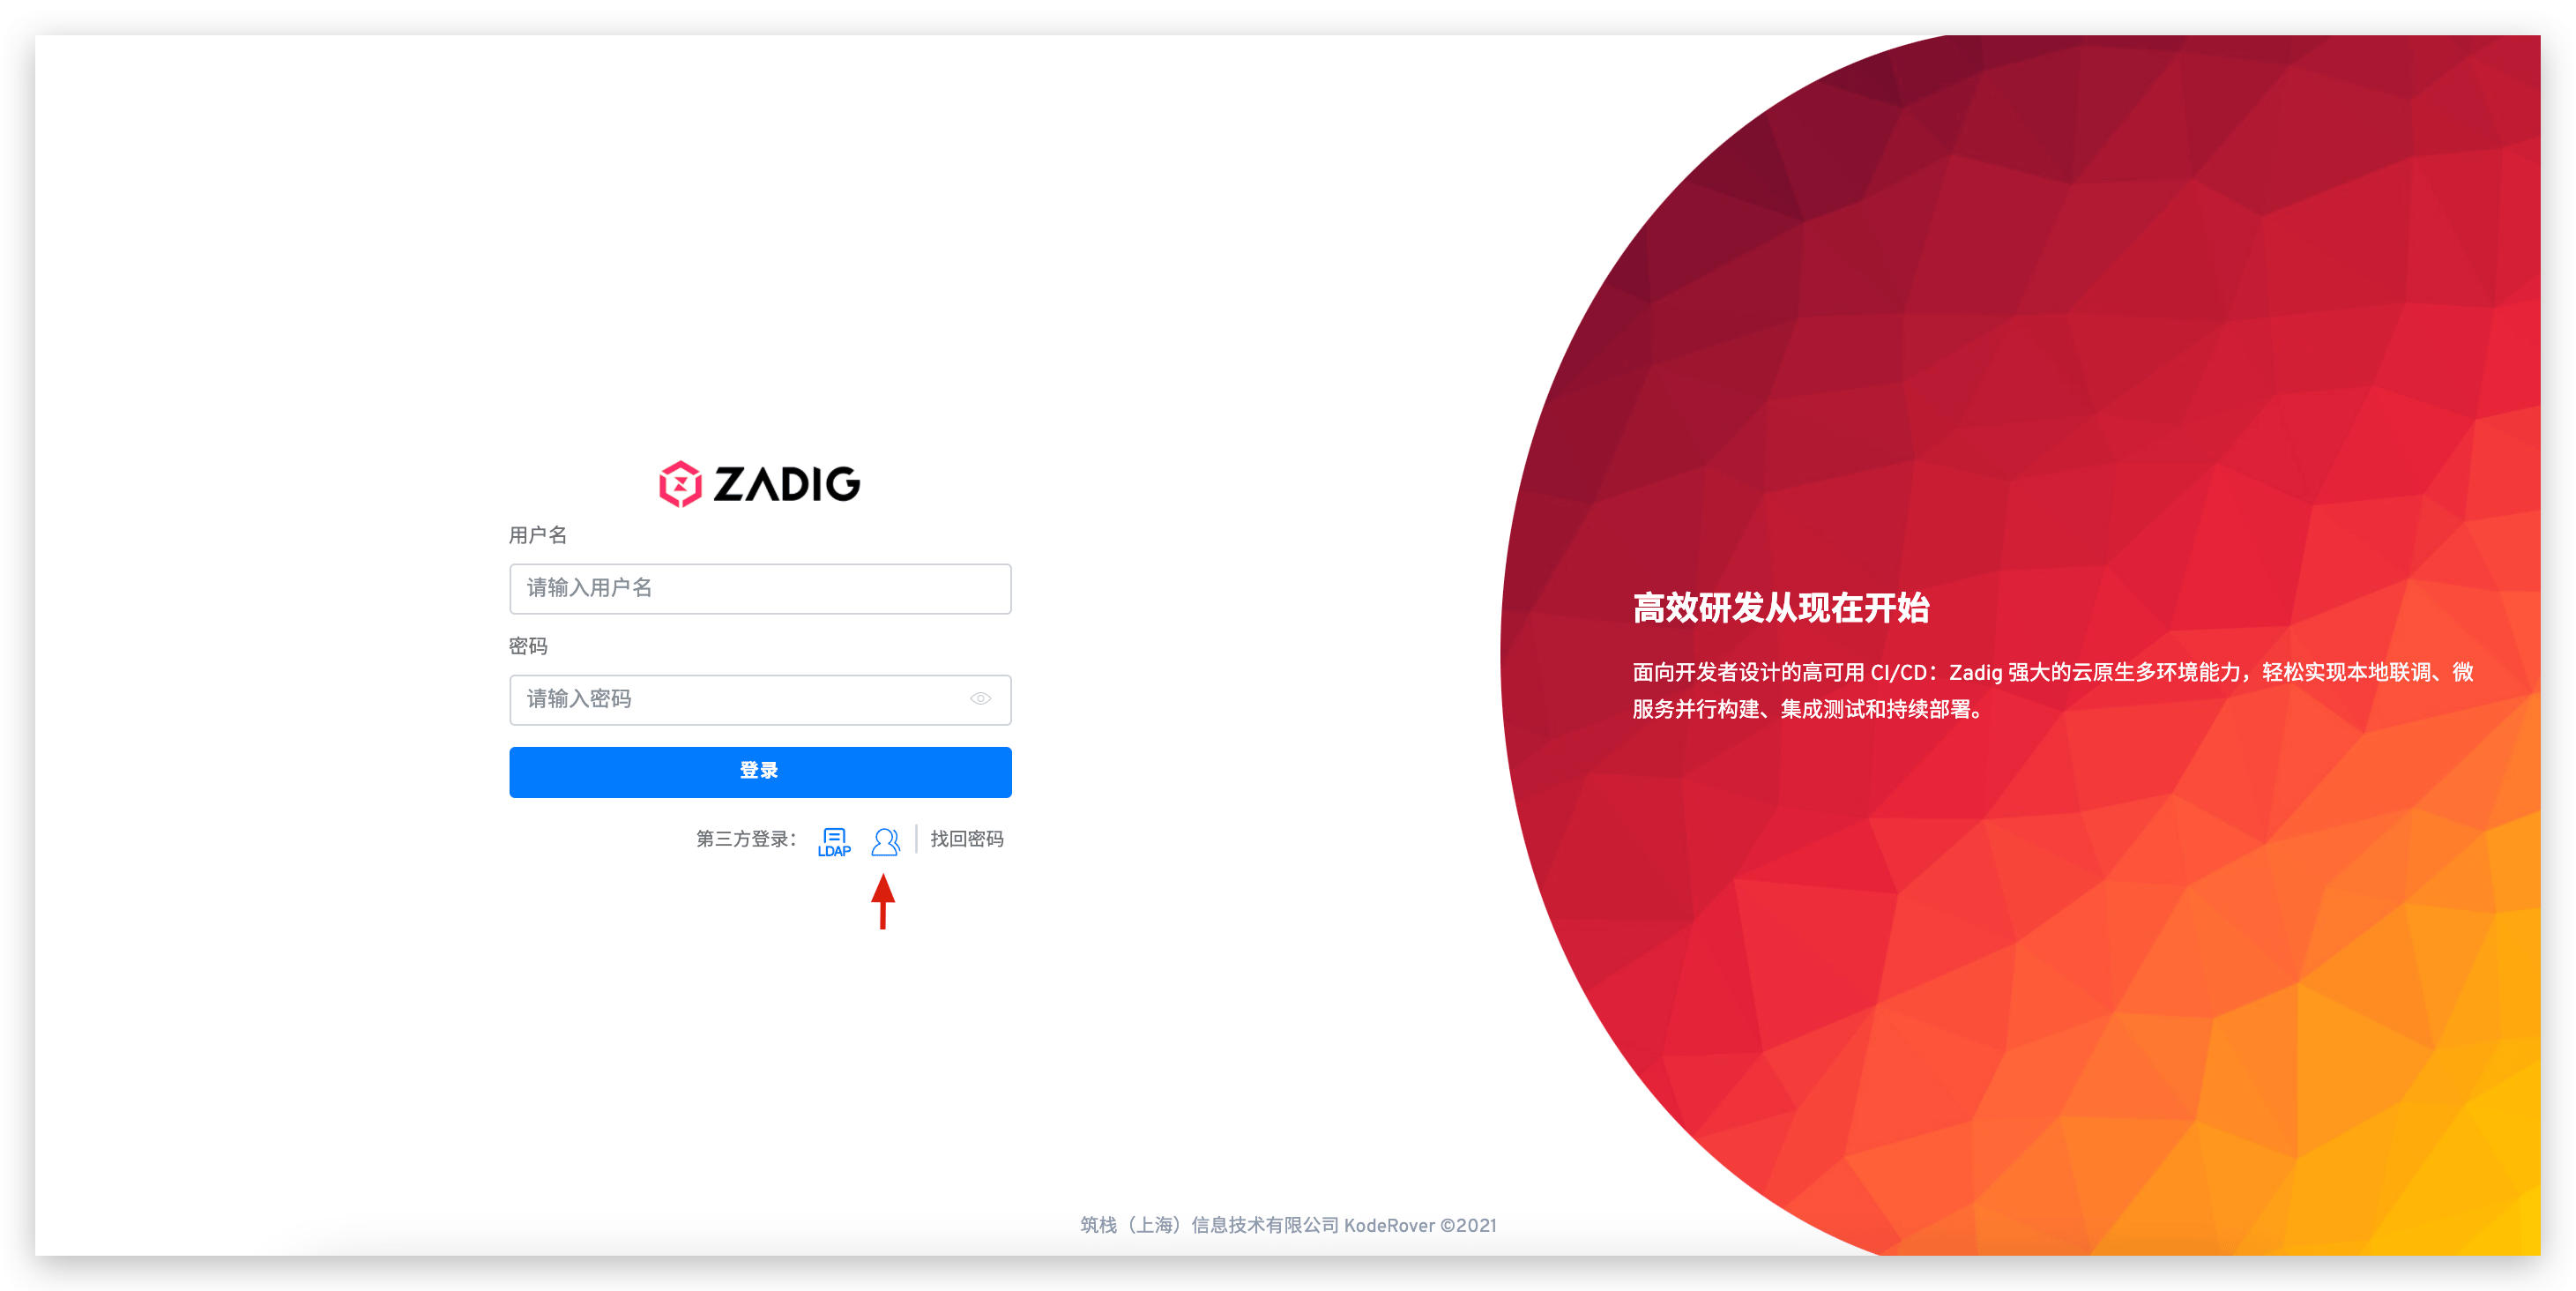 ZADIG
用户名
请输入用户名
密码
请输入密码
登录
第三方登录： LDAP 找回密码
高效研发从现在开始
面向开发者设计的高可用 CI/CD：Zadig 强大的云原生多环境能力，轻松实现本地联调、微
服务并行构建、集成测试和持续部署。
筑栈（上海）信息技术有限公司 KodeRover ©2021